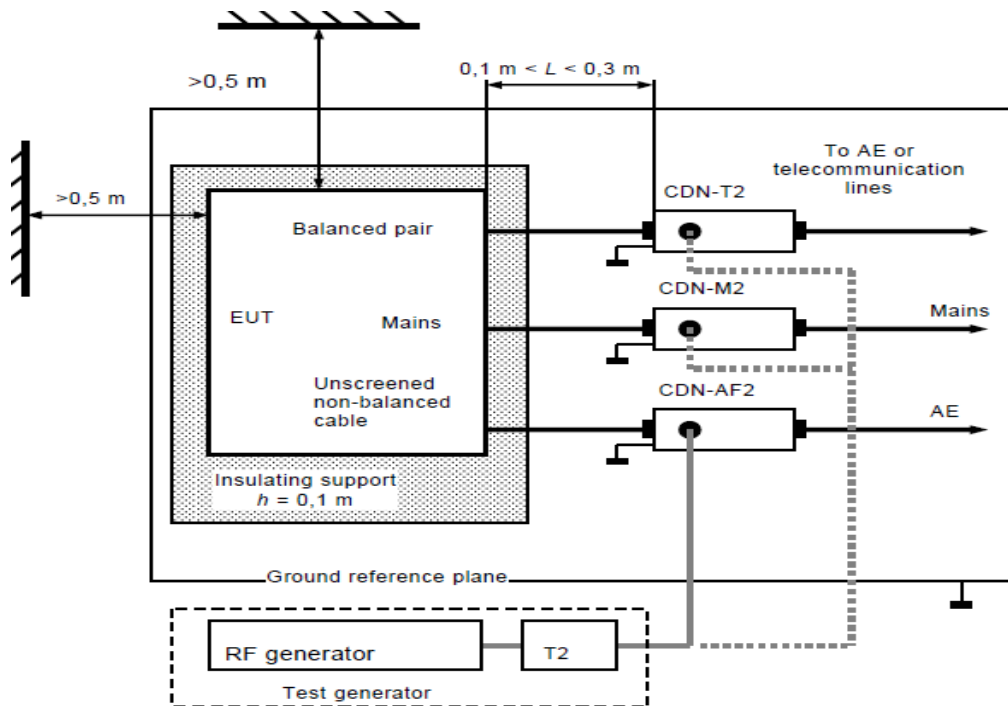 >0,5 m
0,1 m < L < 0,3 m
>0,5 m
To AE or
telecommunication
lines
CDN-T2
Balanced pair
CDN-M2
EUT
Mains
Mains
Unscreened
non-balanced
cable
CDN-AF2
AE
Insulating support
h = 0,1 m
Ground reference plane
RF generator
T2
Test generator